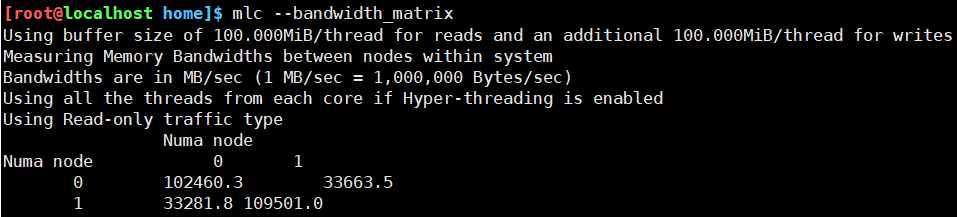 [root@localhost home]$ mlc --bandwidth_matrix
Using buffer size of 100.000MiB/thread for reads and an additional 100.000MiB/thread for writes
Measuring Memory Bandwidths between nodes within system
Bandwidths are in MB/sec (1 MB/sec = 1,000,000 Bytes/sec)
Using all the threads from each core if Hyper-threading is enabled
Using Read-only traffic type
Numa node
Numa node 0 1
0 102460.3 33663.5
1 33281.8 109501.0